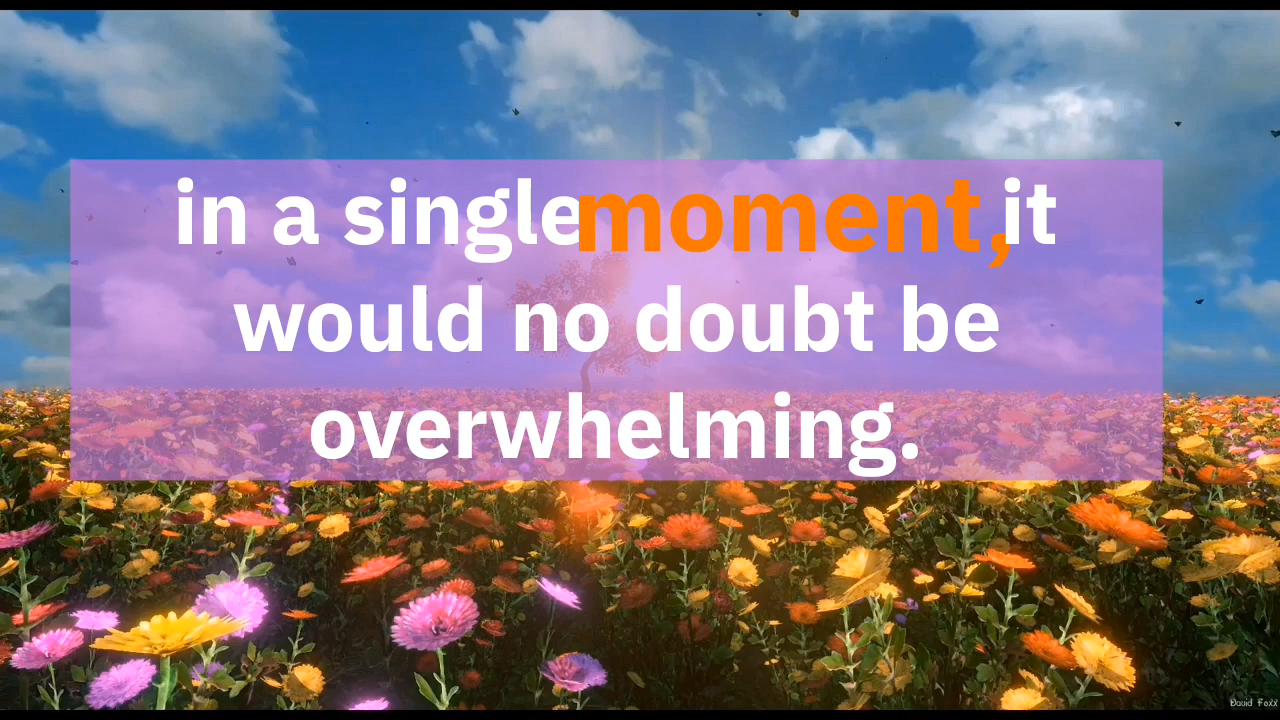 in a single moment, it
would no doubt be
overwhelming.
David Foxx